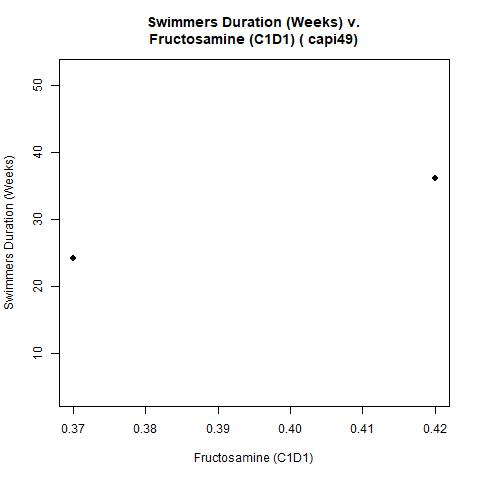 Swimmers Duration (Weeks) v.
Fructosamine (C1D1) ( capi49)
Swimmers Duration (Weeks)
50
40
30
20
10
0.37 0.38 0.39 0.40 0.41 0.42
Fructosamine (C1D1)